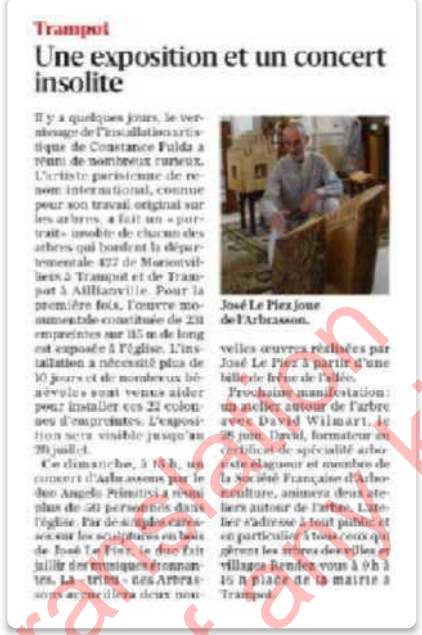 Trampot
Une exposition et un concert
insolite
Il y a quelques jours, le ver-
nissage de l'installation artis-
tique de Constance Fulda a
réuni de nombreux curieux.
L'artiste parisienne de re-
nom international, connue
pour son travail original sur
les arbres, a fait un « por-
trait » insolite de chacun des
arbres qui bordent la dépar-
tementale 427 de Morionvil-
liers à Trampot et de Tram-
pot à Aillianville. Pour la
première fois, l'œuvre mo-
numentale constituée de 231
empreintes sur 115 m de long
est exposée à l'église. L'ins-
tallation a nécessité plus de
10 jours et de nombreux bé-
névoles sont venus aider
pour installer ces 22 colon-
nes d'empreintes. L'exposi-
tion sera visible jusqu'au
20 juillet.
Ce dimanche, à 15 h, un
concert d'Arbrassons par le
duo Angelo Primitivi a réuni
plus de 50 personnes dans
l'église. Par de simples cares-
ses sur les sculptures en bois
de José Le Piez, le duo fait
jaillir des musiques étonnan-
tes. La « tribu » des Arbras-
sons accueillera deux nou-
José Le Piez joue
de l'Arbrasson.
velles œuvres réalisées par
José Le Piez à partir d'une
bille de frêne de l'allée.
Prochaine manifestation :
un atelier autour de l'arbre
avec David Wilmart, le
28 juin. David, formateur au
certificat de spécialité arbo-
riste élagueur et membre de
la Société Française d'Arbo-
riculture, animera deux ate-
liers autour de l'arbre. L'ate-
lier s'adresse à tout public et
en particulier à tous ceux qui
gèrent les arbres des villes et
villages. Rendez-vous à 9 h à
16 h place de la mairie à
Trampot.
translation
of any ki